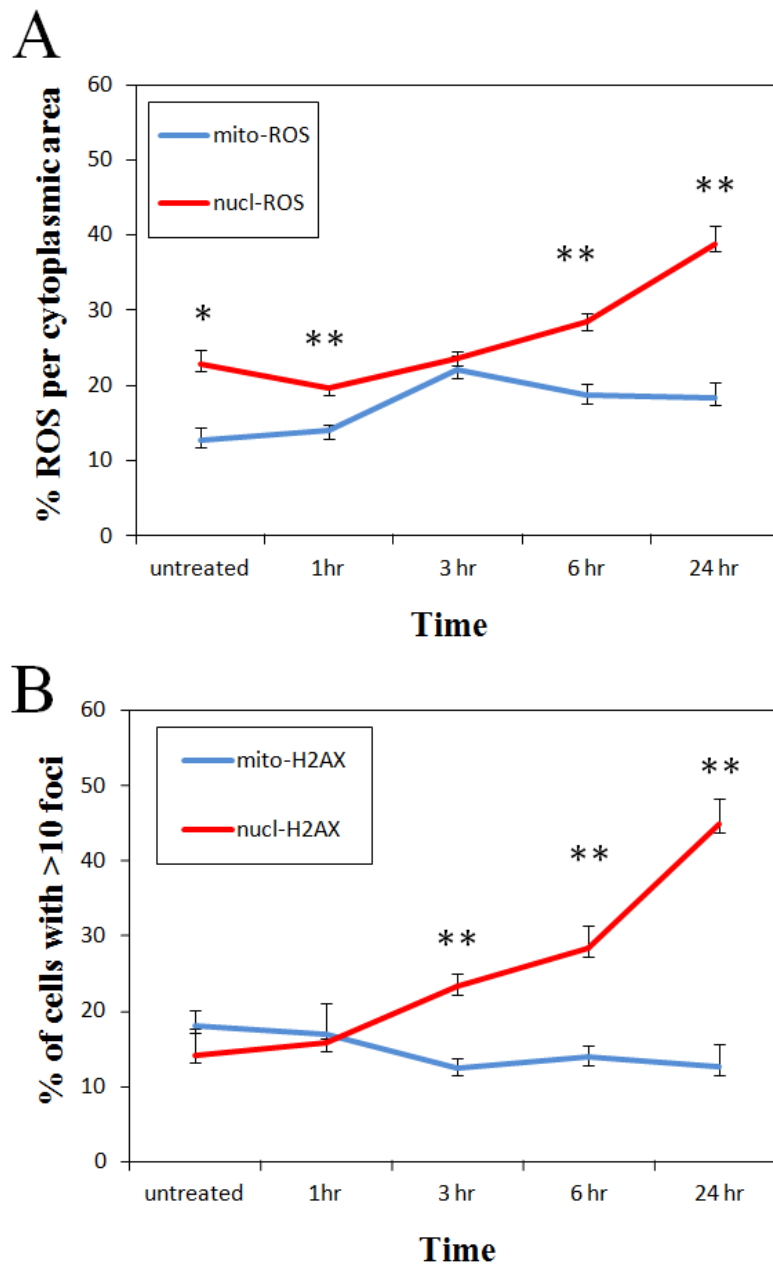 A
% ROS per cytoplasmic area
60
50
40
30
20
10
0
mito-ROS
nucl-ROS
*
**
**
**
untreated
1hr
3 hr
6 hr
24 hr
Time
B
% of cells with >10 foci
60
50
40
30
20
10
0
mito-H2AX
nucl-H2AX
**
**
**
untreated
1hr
3 hr
6 hr
24 hr
Time